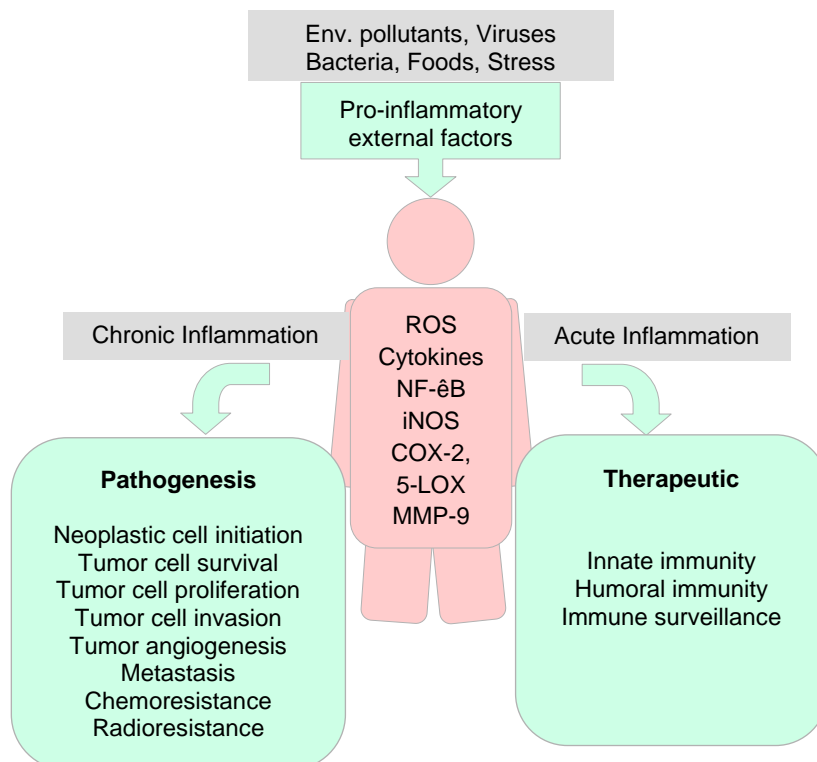 Env. pollutants, Viruses
Bacteria, Foods, Stress
Pro-inflammatory
external factors
Chronic Inflammation
ROS
Cytokines
NF-êB
iNOS
COX-2,
5-LOX
MMP-9
Acute Inflammation
Pathogenesis
Neoplastic cell initiation
Tumor cell survival
Tumor cell proliferation
Tumor cell invasion
Tumor angiogenesis
Metastasis
Chemoresistance
Radioresistance
Therapeutic
Innate immunity
Humoral immunity
Immune surveillance